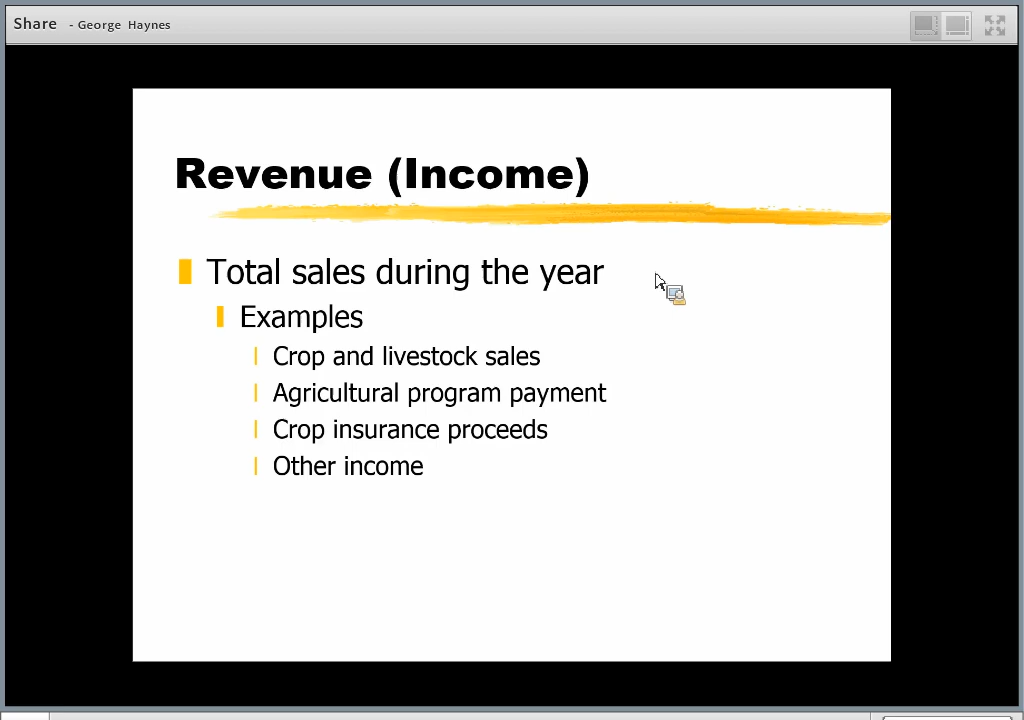 Share - George Haynes
Revenue (Income)
Total sales during the year
Examples
Crop and livestock sales
Agricultural program payment
Crop insurance proceeds
Other income